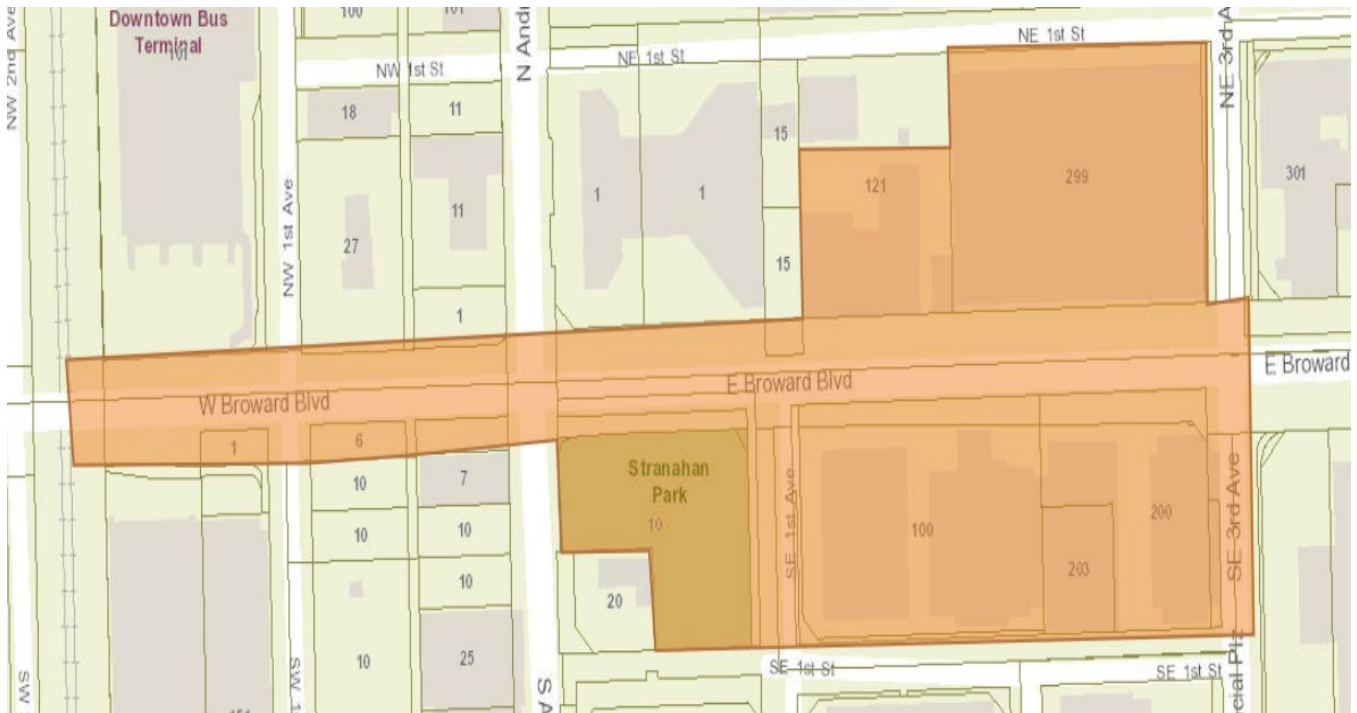 Downtown Bus
Terminal
101
100
101
NW 2nd Ave
N Andr
NE 1st St
NE 3rd A
NW 1st St
NE 1st St
18
11
15
121
299
301
1
1
11
NW 1st Ave
27
15
1
E Broward
E Broward Blvd
W Broward Blvd
6
1
Stranahan
Park
10
7
10
SE 1st Ave
100
200
SE 3rd Ave
10
10
203
10
20
10
25
SE 1st St
SE 1st St
SW
SW 1
S A
cial Plz